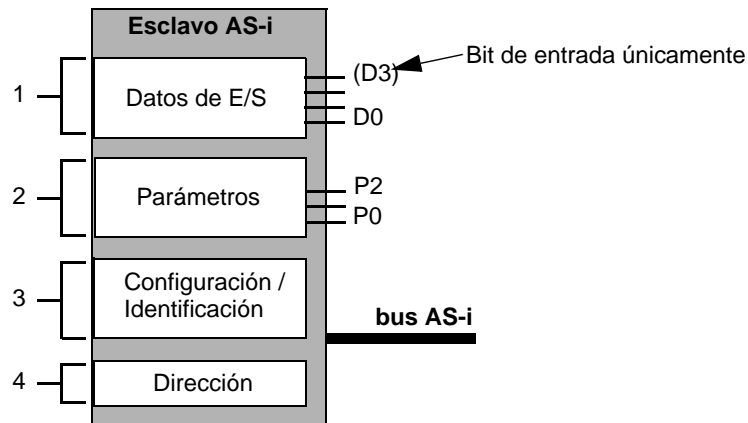 Esclavo AS-i
Bit de entrada únicamente
1
Datos de E/S
(D3)
D0
2
Parámetros
P2
P0
3
Configuración /
Identificación
bus AS-i
4
Dirección